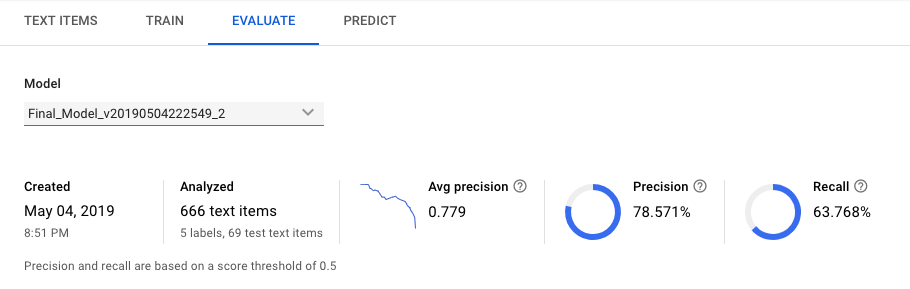 TEXT ITEMS TRAIN EVALUATE PREDICT
Model
Final_Model_v20190504222549_2
Created
May 04, 2019
8:51 PM
Analyzed
666 text items
5 labels, 69 test text items
Avg precision ?
0.779
Precision ?
78.571%
Recall ?
63.768%
Precision and recall are based on a score threshold of 0.5